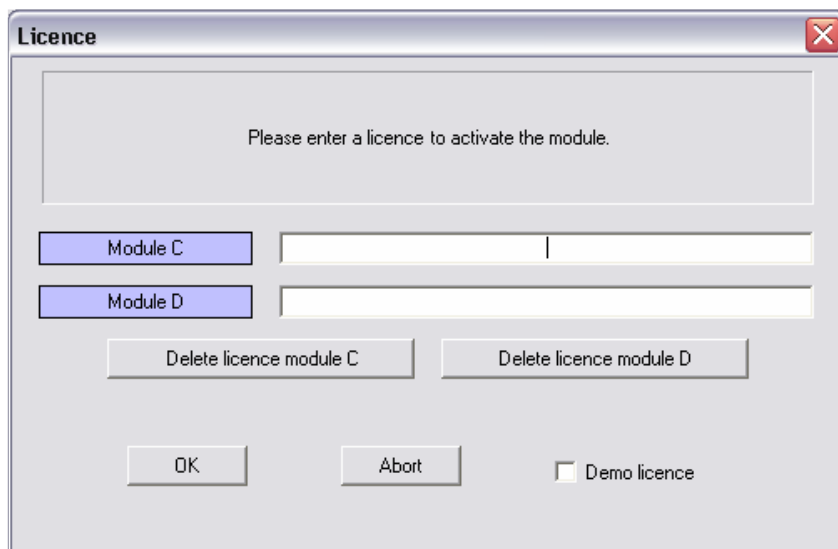 Licence
Please enter a licence to activate the module.
Module C
Module D
Delete licence module C Delete licence module D
OK Abort Demo licence